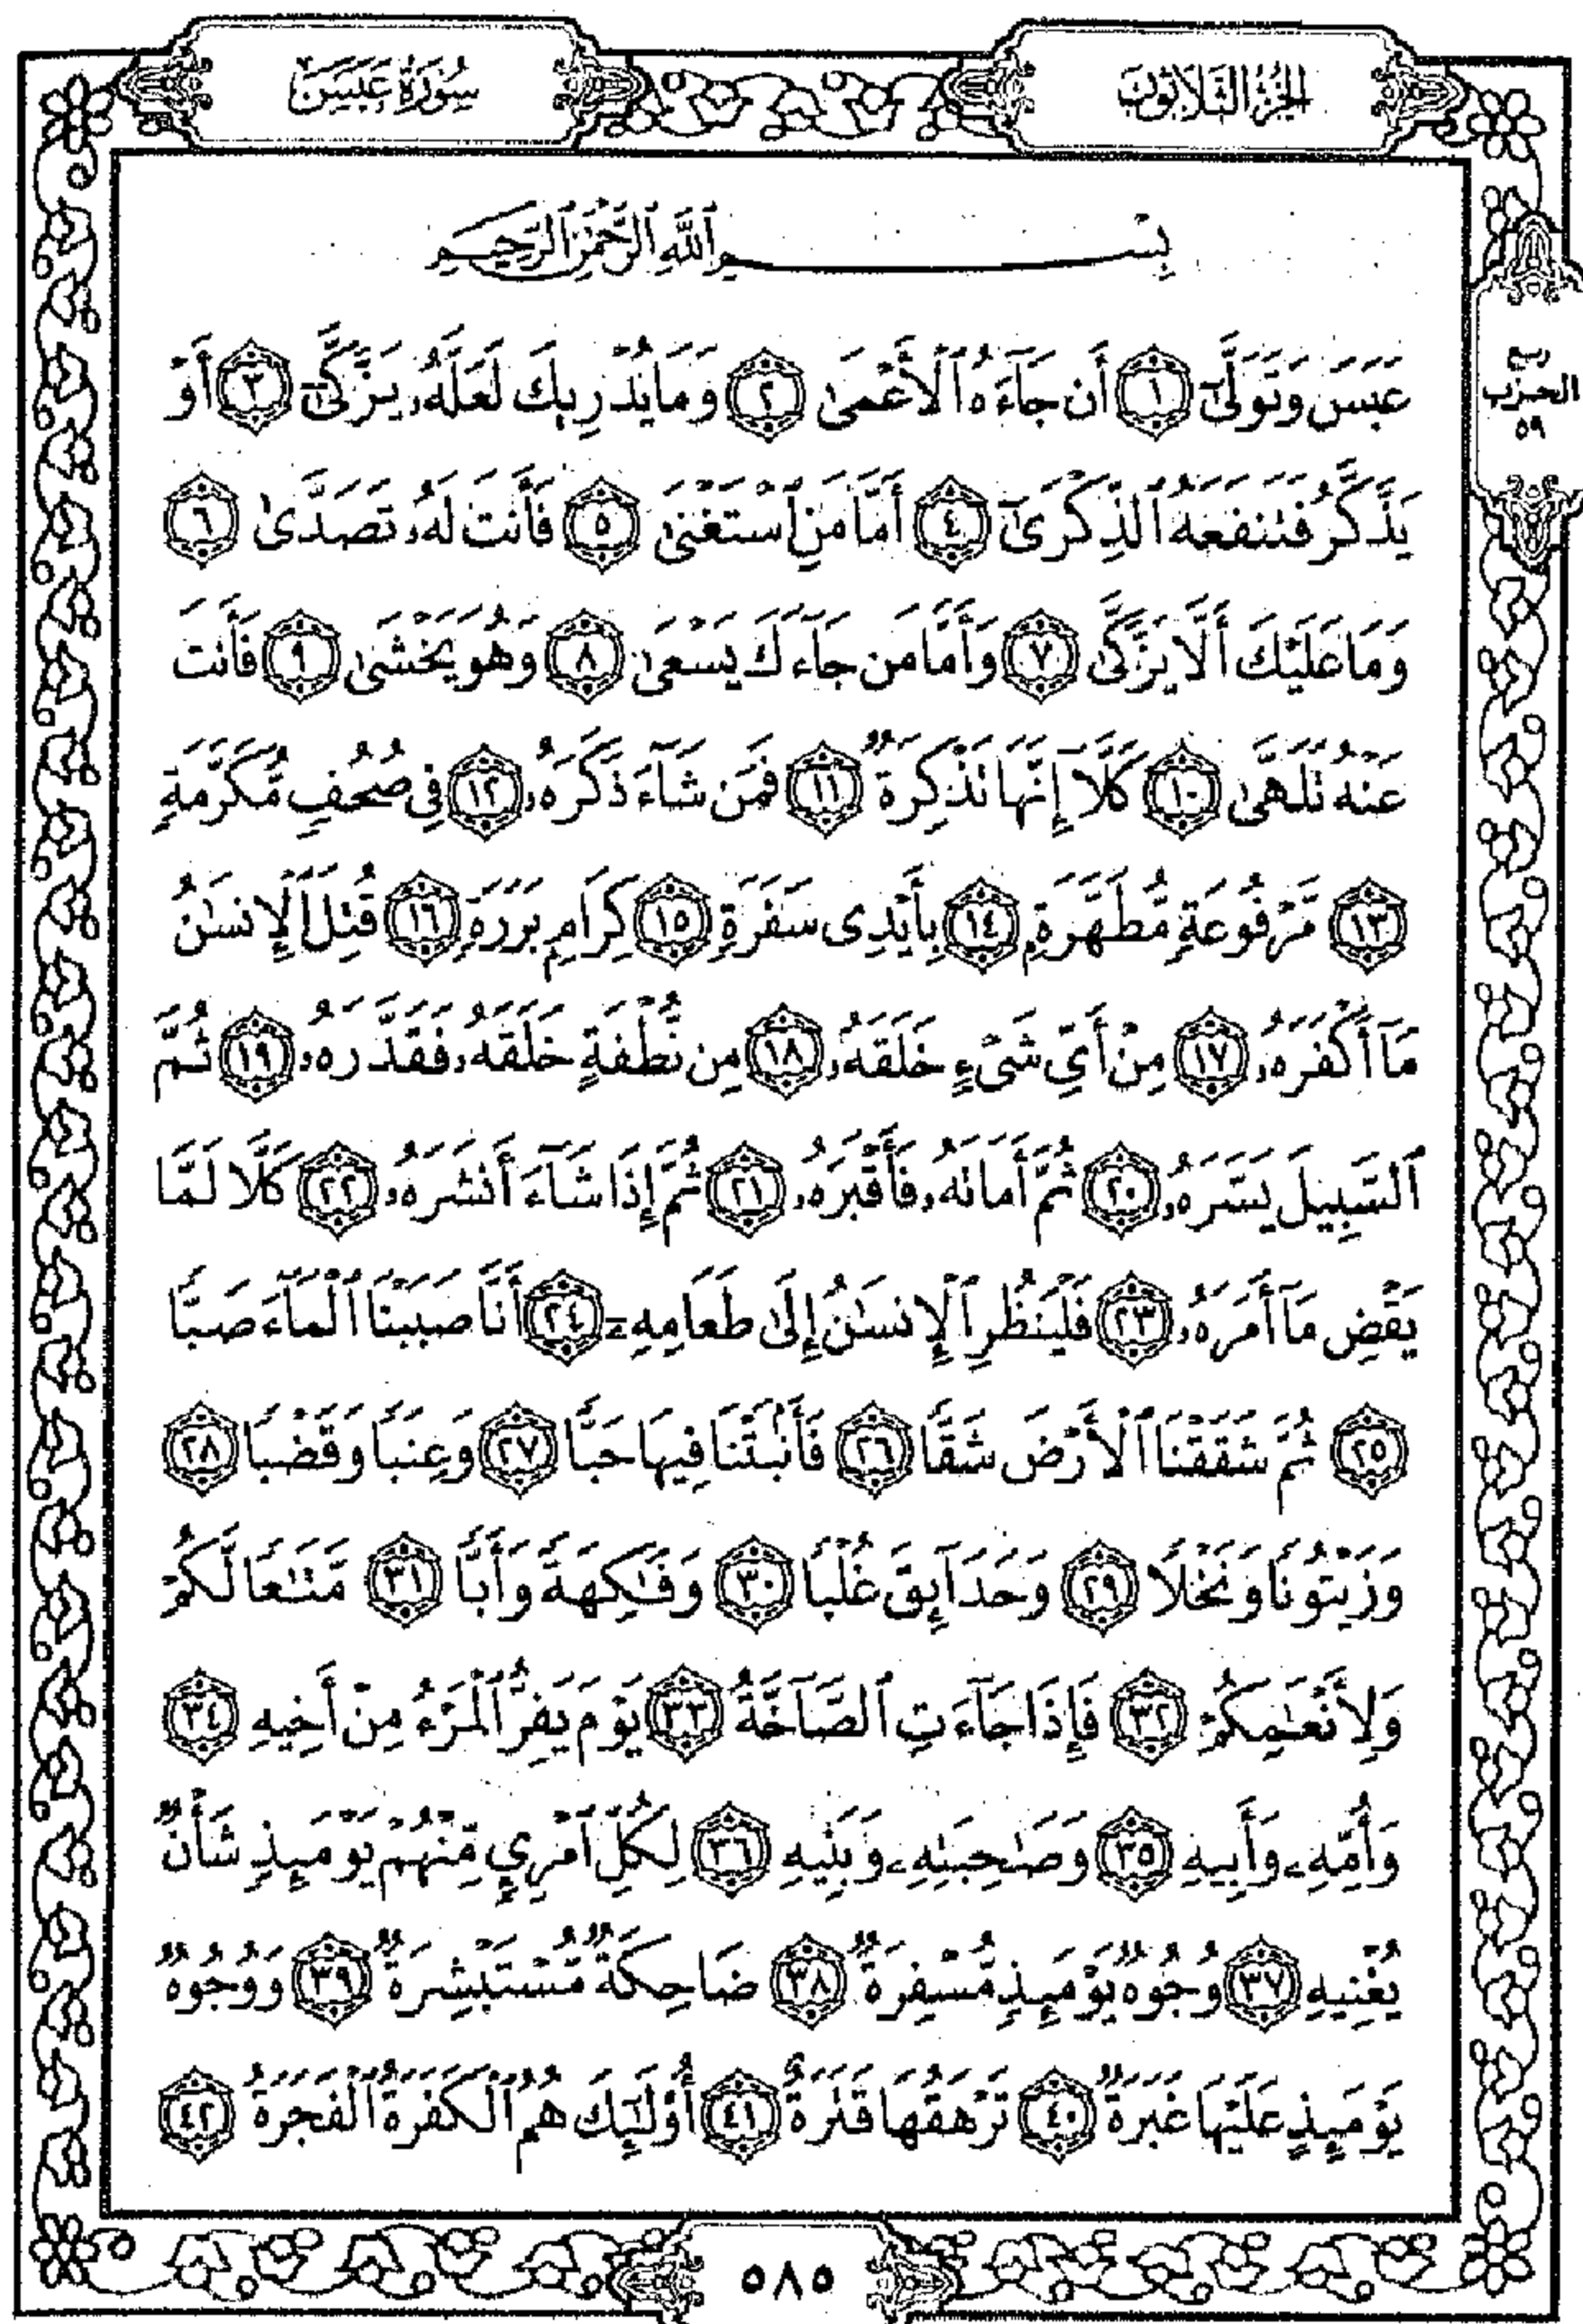 الجزء الثلاثون
سورة عبس
بِسْمِ ٱللَّهِ ٱلرَّحْمَٰنِ ٱلرَّحِيمِ
ربع
الحزب
٥٩
عَبَسَ وَتَوَلَّىٰٓ ١ أَن جَآءَهُ ٱلْأَعْمَىٰ ٢ وَمَا يُدْرِيكَ لَعَلَّهُۥ يَزَّكَّىٰٓ ٣ أَوْ
يَذَّكَّرُ فَتَنفَعَهُ ٱلذِّكْرَىٰٓ ٤ أَمَّا مَنِ ٱسْتَغْنَىٰ ٥ فَأَنتَ لَهُۥ تَصَدَّىٰ ٦
وَمَا عَلَيْكَ أَلَّا يَزَّكَّىٰ ٧ وَأَمَّا مَن جَآءَكَ يَسْعَىٰ ٨ وَهُوَ يَخْشَىٰ ٩ فَأَنتَ
عَنْهُ تَلَهَّىٰ ١٠ كَلَّآ إِنَّهَا تَذْكِرَةٌ ١١ فَمَن شَآءَ ذَكَرَهُۥ ١٢ فِى صُحُفٍ مُّكَرَّمَةٍ
١٣ مَّرْفُوعَةٍ مُّطَهَّرَةٍۭ ١٤ بِأَيْدِى سَفَرَةٍ ١٥ كِرَامٍۭ بَرَرَةٍ ١٦ قُتِلَ ٱلْإِنسَٰنُ
مَآ أَكْفَرَهُۥ ١٧ مِنْ أَىِّ شَىْءٍ خَلَقَهُۥ ١٨ مِن نُّطْفَةٍ خَلَقَهُۥ فَقَدَّرَهُۥ ١٩ ثُمَّ
ٱلسَّبِيلَ يَسَّرَهُۥ ٢٠ ثُمَّ أَمَاتَهُۥ فَأَقْبَرَهُۥ ٢١ ثُمَّ إِذَا شَآءَ أَنشَرَهُۥ ٢٢ كَلَّا لَمَّا
يَقْضِ مَآ أَمَرَهُۥ ٢٣ فَلْيَنظُرِ ٱلْإِنسَٰنُ إِلَىٰ طَعَامِهِۦٓ ٢٤ أَنَّا صَبَبْنَا ٱلْمَآءَ صَبًّا
٢٥ ثُمَّ شَقَقْنَا ٱلْأَرْضَ شَقًّا ٢٦ فَأَنۢبَتْنَا فِيهَا حَبًّا ٢٧ وَعِنَبًا وَقَضْبًا ٢٨
وَزَيْتُونًا وَنَخْلًا ٢٩ وَحَدَآئِقَ غُلْبًا ٣٠ وَفَٰكِهَةً وَأَبًّا ٣١ مَّتَٰعًا لَّكُمْ
وَلِأَنْعَٰمِكُمْ ٣٢ فَإِذَا جَآءَتِ ٱلصَّآخَّةُ ٣٣ يَوْمَ يَفِرُّ ٱلْمَرْءُ مِنْ أَخِيهِ ٣٤
وَأُمِّهِۦ وَأَبِيهِ ٣٥ وَصَٰحِبَتِهِۦ وَبَنِيهِ ٣٦ لِكُلِّ ٱمْرِئٍ مِّنْهُمْ يَوْمَئِذٍ شَأْنٌ
يُغْنِيهِ ٣٧ وُجُوهٌ يَوْمَئِذٍ مُّسْفِرَةٌ ٣٨ ضَاحِكَةٌ مُّسْتَبْشِرَةٌ ٣٩ وَوُجُوهٌ
يَوْمَئِذٍ عَلَيْهَا غَبَرَةٌ ٤٠ تَرْهَقُهَا قَتَرَةٌ ٤١ أُو۟لَٰٓئِكَ هُمُ ٱلْكَفَرَةُ ٱلْفَجَرَةُ ٤٢
٥٨٥